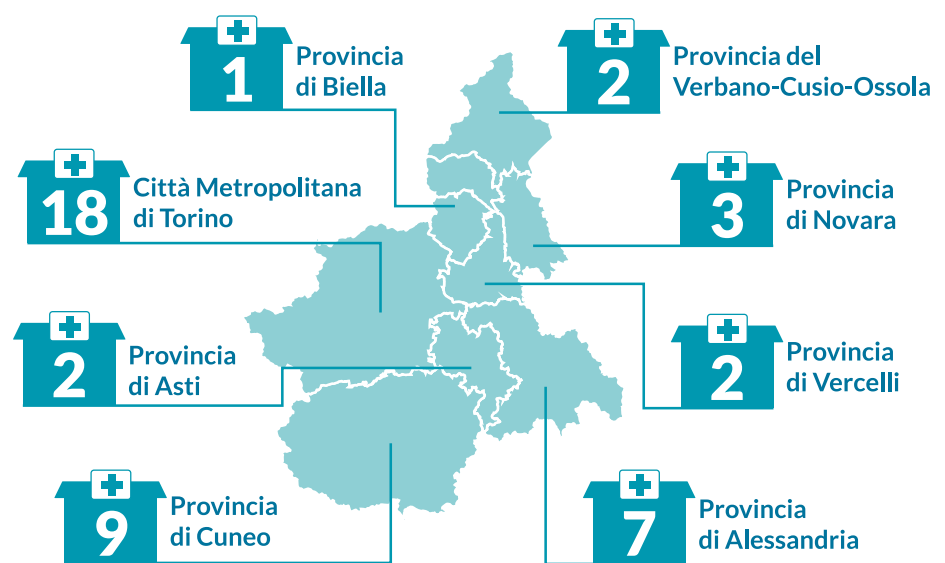 1
Provincia
di Biella
2
Provincia del
Verbano-Cusio-Ossola
18
Città Metropolitana
di Torino
3
Provincia
di Novara
2
Provincia
di Asti
2
Provincia
di Vercelli
9
Provincia
di Cuneo
7
Provincia
di Alessandria